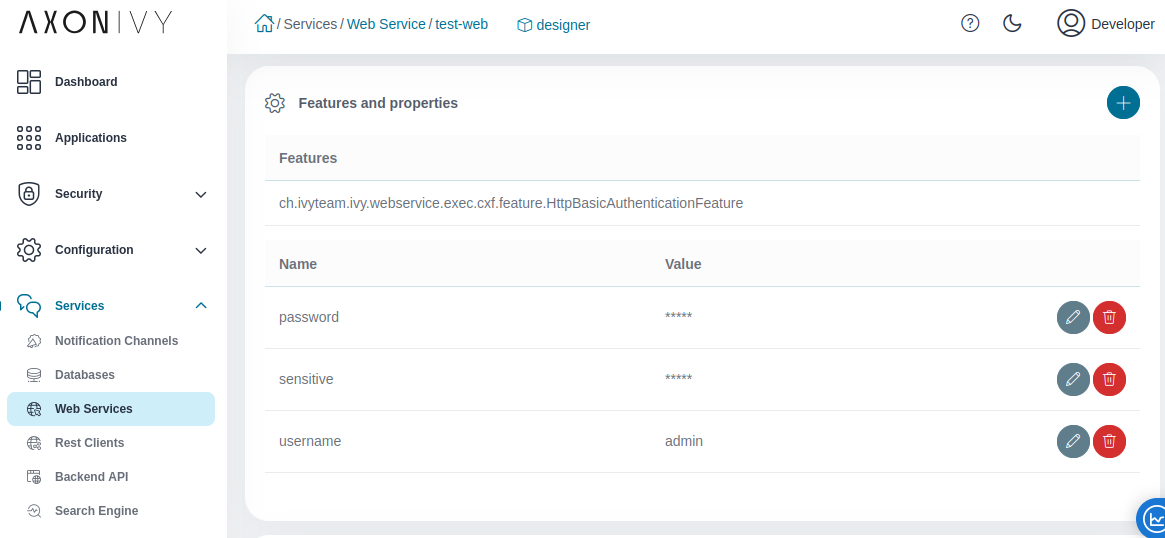 AXONIVY
/ Services / Web Service / test-web designer
Developer
Dashboard
Applications
Security
Configuration
Services
Notification Channels
Databases
Web Services
Rest Clients
Backend API
Search Engine
Features and properties
Features
ch.ivyteam.ivy.webservice.exec.cxf.feature.HttpBasicAuthenticationFeature
Name Value
password *****
sensitive *****
username admin